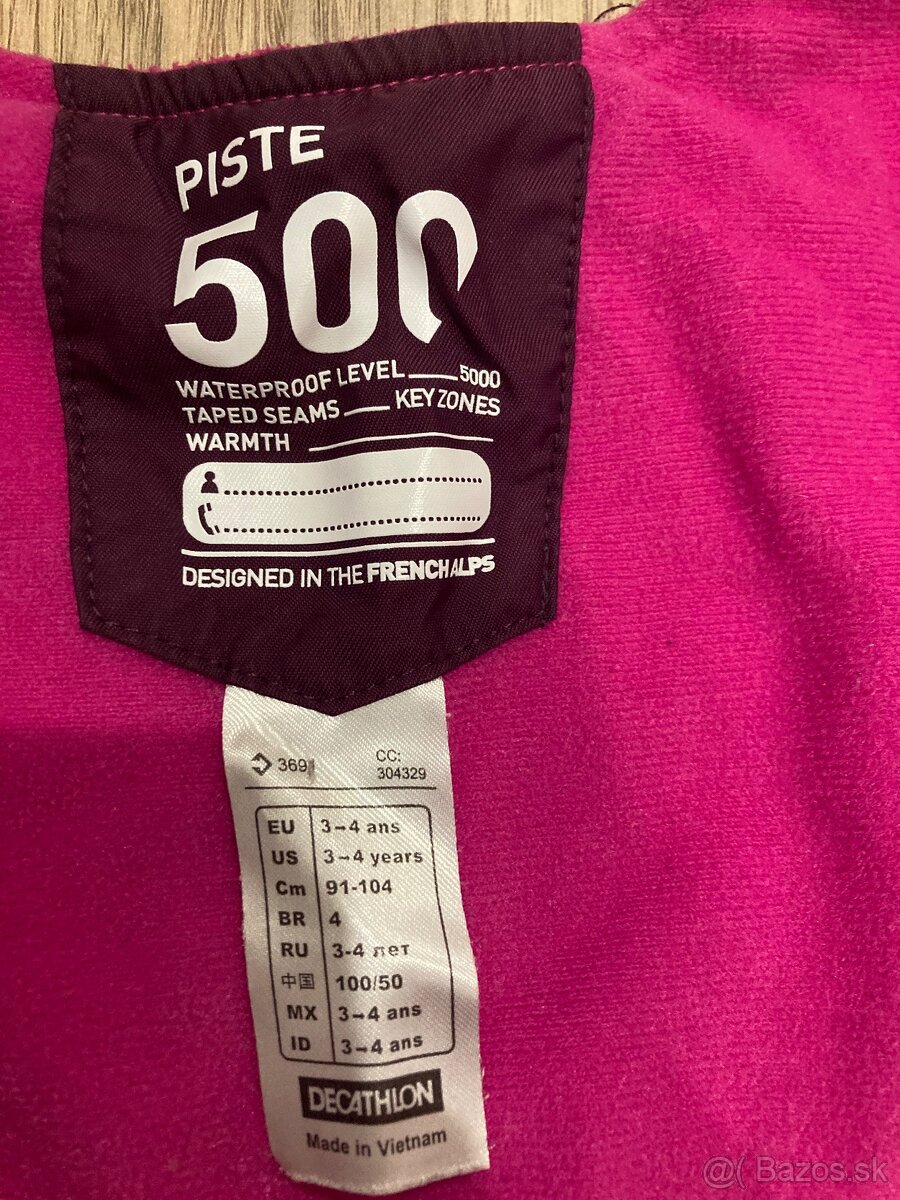 PISTE
500
WATERPROOF LEVEL 5000
TAPED SEAMS KEY ZONES
WARMTH
DESIGNED IN THE FRENCH ALPS
369 CC:
304329
EU 3→4 ans
US 3→4 years
Cm 91-104
BR 4
RU 3-4 лет
中国 100/50
MX 3→4 ans
ID 3→4 ans
DECATHLON
Made in Vietnam
@( Bazos.sk